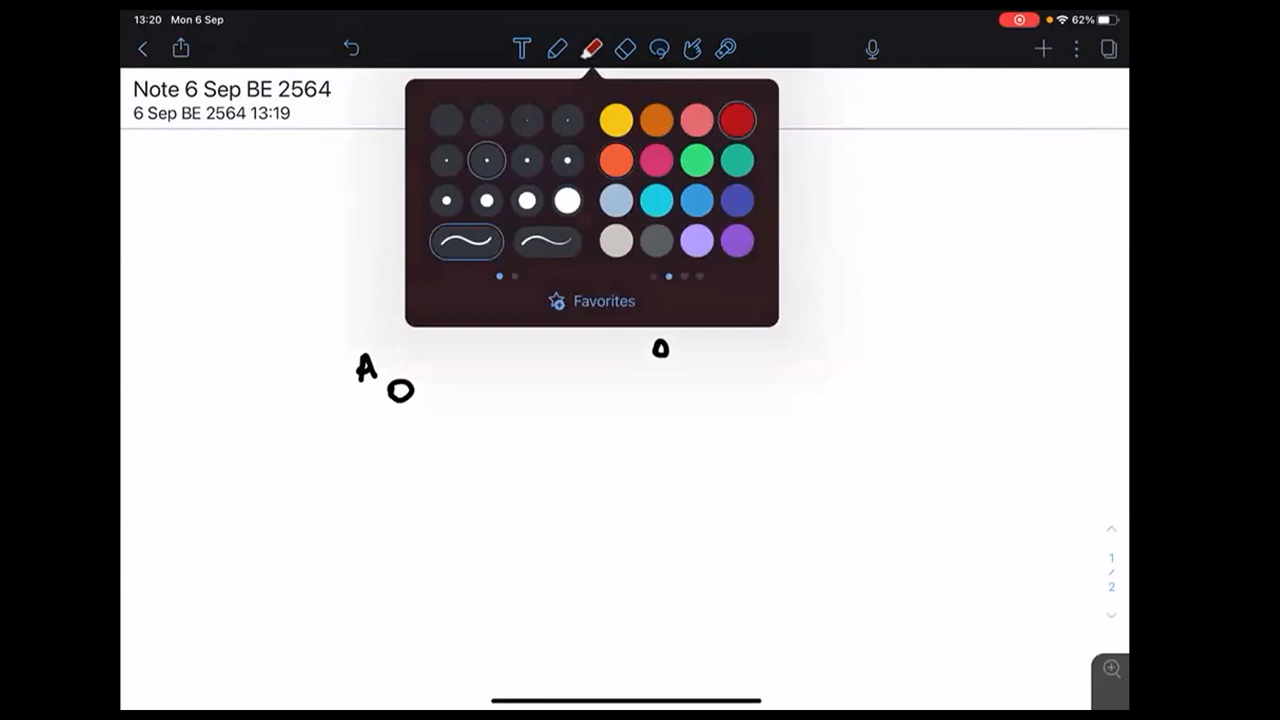 13:20 Mon 6 Sep
62%
T
Note 6 Sep BE 2564
6 Sep BE 2564 13:19
Favorites
A
1
/
2